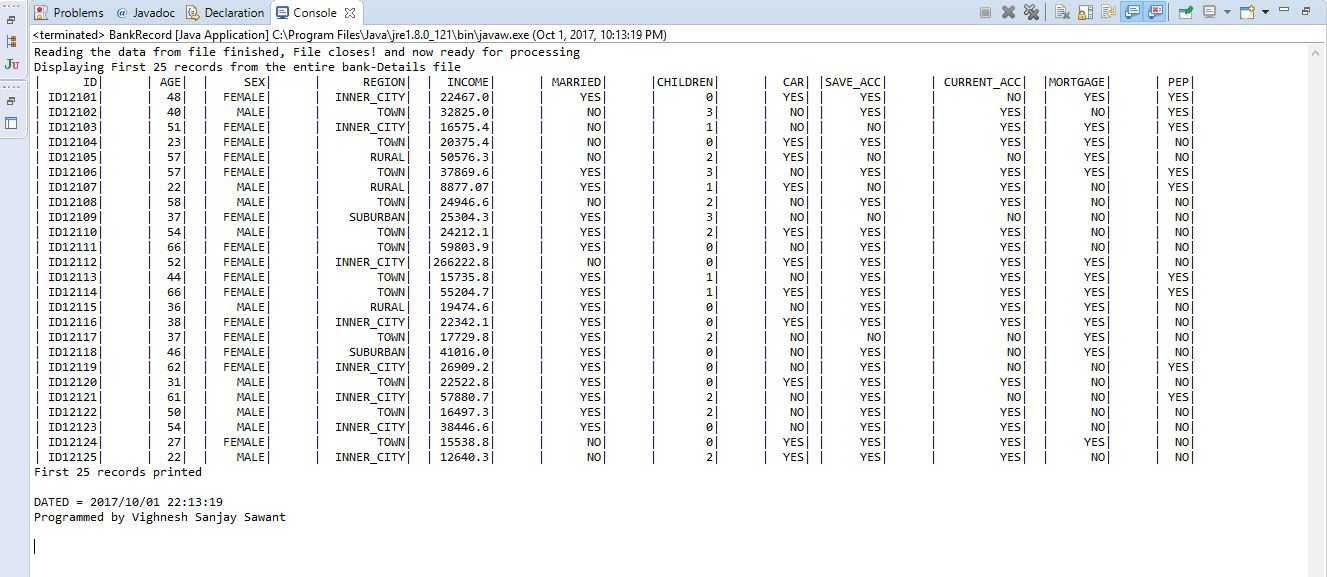 Problems @ Javadoc Declaration Console
<terminated> BankRecord [Java Application] C:\Program Files\Java\jre1.8.0_121\bin\javaw.exe (Oct 1, 2017, 10:13:19 PM)
Reading the data from file finished, File closes! and now ready for processing
Displaying First 25 records from the entire bank-Details file
| ID| | AGE| | SEX| | REGION| | INCOME| | MARRIED| |CHILDREN| | CAR| |SAVE_ACC| | CURRENT_ACC| |MORTGAGE| | PEP|
| ID12101| | 48| | FEMALE| | INNER_CITY| | 22467.0| | YES| | 0| | YES| | YES| | NO| | YES| | YES|
| ID12102| | 40| | MALE| | TOWN| | 32825.0| | NO| | 3| | NO| | YES| | YES| | NO| | YES|
| ID12103| | 51| | FEMALE| | INNER_CITY| | 16575.4| | NO| | 1| | NO| | NO| | YES| | YES| | YES|
| ID12104| | 23| | FEMALE| | TOWN| | 20375.4| | NO| | 0| | YES| | YES| | YES| | YES| | NO|
| ID12105| | 57| | FEMALE| | RURAL| | 50576.3| | NO| | 2| | YES| | NO| | NO| | YES| | NO|
| ID12106| | 57| | FEMALE| | TOWN| | 37869.6| | YES| | 3| | NO| | YES| | YES| | YES| | YES|
| ID12107| | 22| | MALE| | RURAL| | 8877.07| | YES| | 1| | YES| | NO| | YES| | NO| | YES|
| ID12108| | 58| | MALE| | TOWN| | 24946.6| | NO| | 2| | NO| | YES| | YES| | NO| | NO|
| ID12109| | 37| | FEMALE| | SUBURBAN| | 25304.3| | YES| | 3| | NO| | NO| | NO| | NO| | NO|
| ID12110| | 54| | MALE| | TOWN| | 24212.1| | YES| | 2| | YES| | YES| | YES| | NO| | NO|
| ID12111| | 66| | FEMALE| | TOWN| | 59803.9| | YES| | 0| | NO| | YES| | YES| | NO| | NO|
| ID12112| | 52| | FEMALE| | INNER_CITY| |266222.8| | NO| | 0| | YES| | YES| | YES| | YES| | NO|
| ID12113| | 44| | FEMALE| | TOWN| | 15735.8| | YES| | 1| | NO| | YES| | YES| | YES| | YES|
| ID12114| | 66| | FEMALE| | TOWN| | 55204.7| | YES| | 1| | YES| | YES| | YES| | YES| | YES|
| ID12115| | 36| | MALE| | RURAL| | 19474.6| | YES| | 0| | NO| | YES| | YES| | YES| | NO|
| ID12116| | 38| | FEMALE| | INNER_CITY| | 22342.1| | YES| | 0| | YES| | YES| | YES| | YES| | NO|
| ID12117| | 37| | FEMALE| | TOWN| | 17729.8| | YES| | 2| | NO| | NO| | NO| | YES| | NO|
| ID12118| | 46| | FEMALE| | SUBURBAN| | 41016.0| | YES| | 0| | NO| | YES| | NO| | YES| | NO|
| ID12119| | 62| | FEMALE| | INNER_CITY| | 26909.2| | YES| | 0| | NO| | YES| | NO| | NO| | YES|
| ID12120| | 31| | MALE| | TOWN| | 22522.8| | YES| | 0| | YES| | YES| | YES| | NO| | NO|
| ID12121| | 61| | MALE| | INNER_CITY| | 57880.7| | YES| | 2| | NO| | YES| | NO| | NO| | YES|
| ID12122| | 50| | MALE| | TOWN| | 16497.3| | YES| | 2| | NO| | YES| | YES| | NO| | NO|
| ID12123| | 54| | MALE| | INNER_CITY| | 38446.6| | YES| | 0| | NO| | YES| | YES| | NO| | NO|
| ID12124| | 27| | FEMALE| | TOWN| | 15538.8| | NO| | 0| | YES| | YES| | YES| | YES| | NO|
| ID12125| | 22| | MALE| | INNER_CITY| | 12640.3| | NO| | 2| | YES| | YES| | YES| | NO| | NO|
First 25 records printed
DATED = 2017/10/01 22:13:19
Programmed by Vighnesh Sanjay Sawant